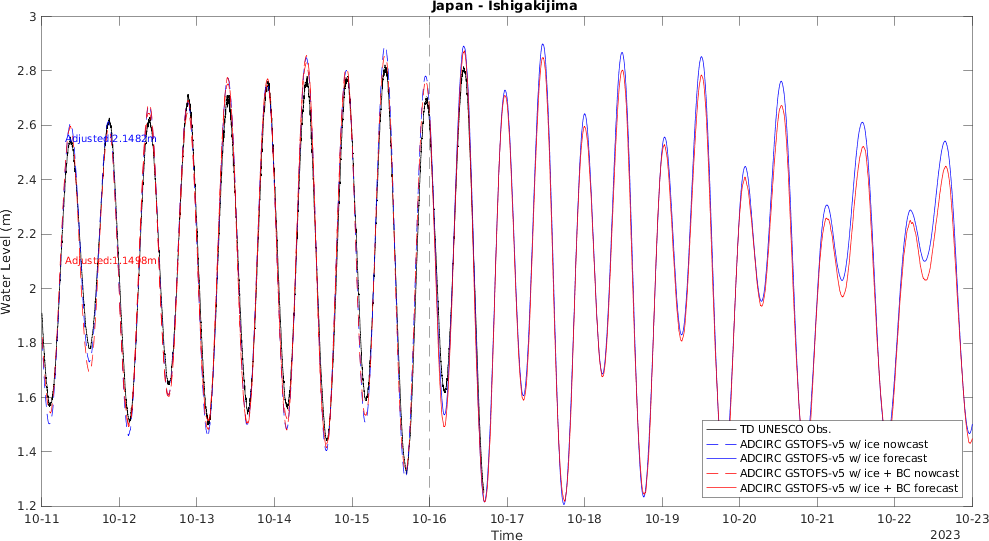 Japan - Ishigakijima
3
2.8
2.6
2.4
2.2
2
1.8
1.6
1.4
1.2
Water Level (m)
Adjusted:2.1482m
Adjusted:1.1498m
TD UNESCO Obs.
ADCIRC GSTOFS-v5 w/ ice nowcast
ADCIRC GSTOFS-v5 w/ ice forecast
ADCIRC GSTOFS-v5 w/ ice + BC nowcast
ADCIRC GSTOFS-v5 w/ ice + BC forecast
10-11 10-12 10-13 10-14 10-15 10-16 10-17 10-18 10-19 10-20 10-21 10-22 10-23
Time
2023